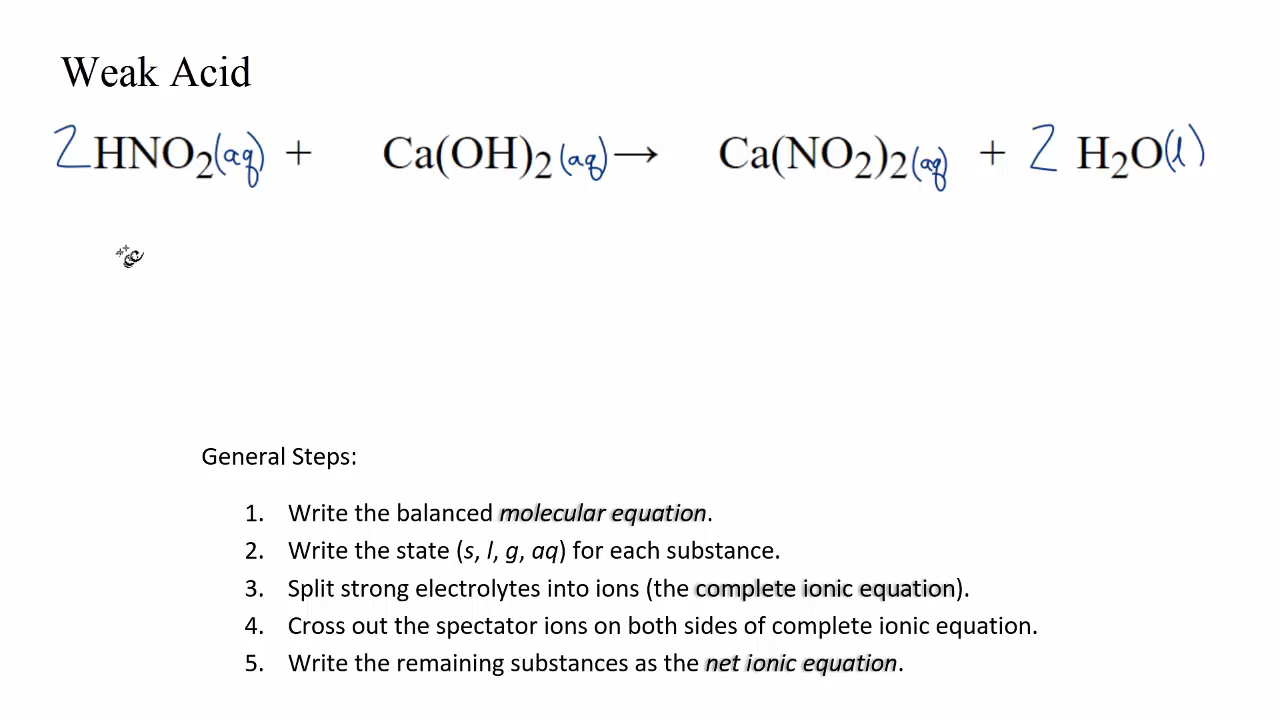 Weak Acid
2 HNO₂(aq) + Ca(OH)₂(aq) → Ca(NO₂)₂(aq) + 2 H₂O(l)
General Steps:
1. Write the balanced molecular equation.
2. Write the state (s, l, g, aq) for each substance.
3. Split strong electrolytes into ions (the complete ionic equation).
4. Cross out the spectator ions on both sides of complete ionic equation.
5. Write the remaining substances as the net ionic equation.